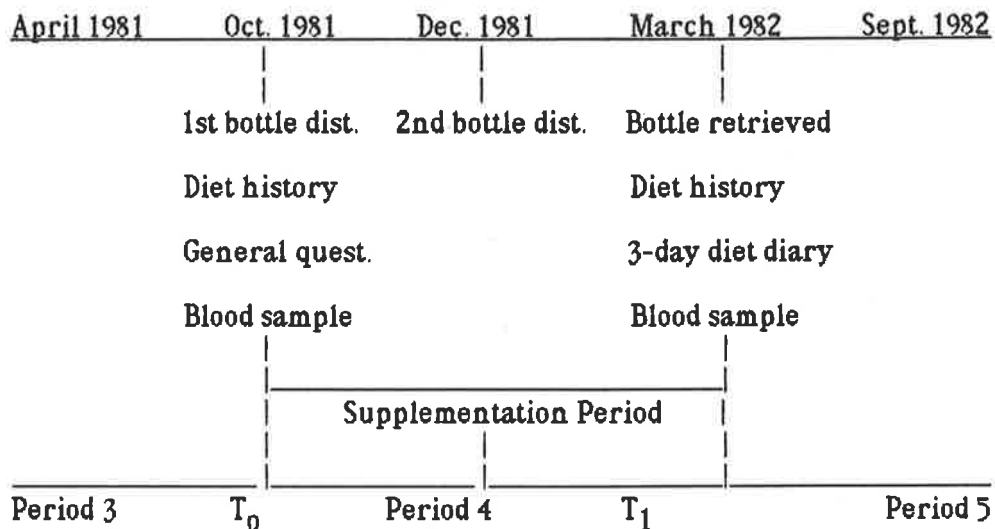 April 1981 Oct. 1981 Dec. 1981 March 1982 Sept. 1982
1st bottle dist. 2nd bottle dist. Bottle retrieved
Diet history Diet history
General quest. 3-day diet diary
Blood sample Blood sample
Supplementation Period
Period 3 T₀ Period 4 T₁ Period 5